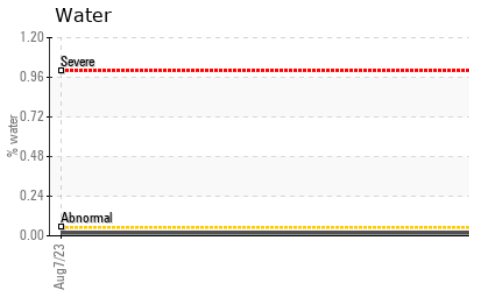 Water
1.20
Severe
0.96
0.72
% water
0.48
0.24
Abnormal
0.00
Aug7/23